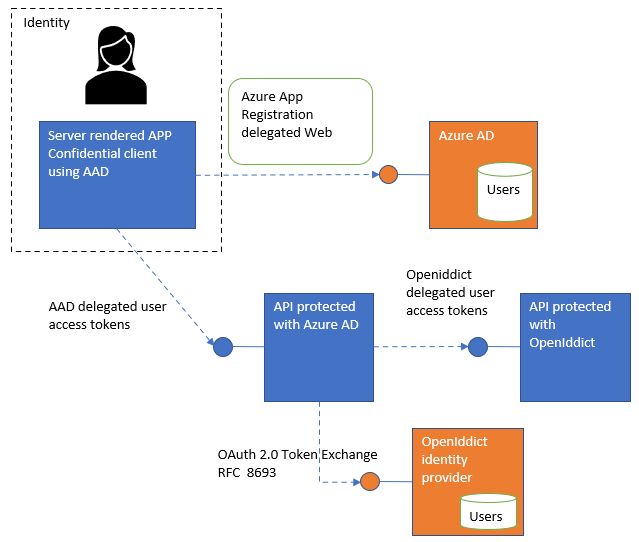 Identity
Server rendered APP
Confidential client
using AAD
Azure App
Registration
delegated Web
Azure AD
Users
AAD delegated user
access tokens
API protected
with Azure AD
Openiddict
delegated user
access tokens
API protected
with
OpenIddict
OAuth 2.0 Token Exchange
RFC 8693
OpenIddict
identity
provider
Users